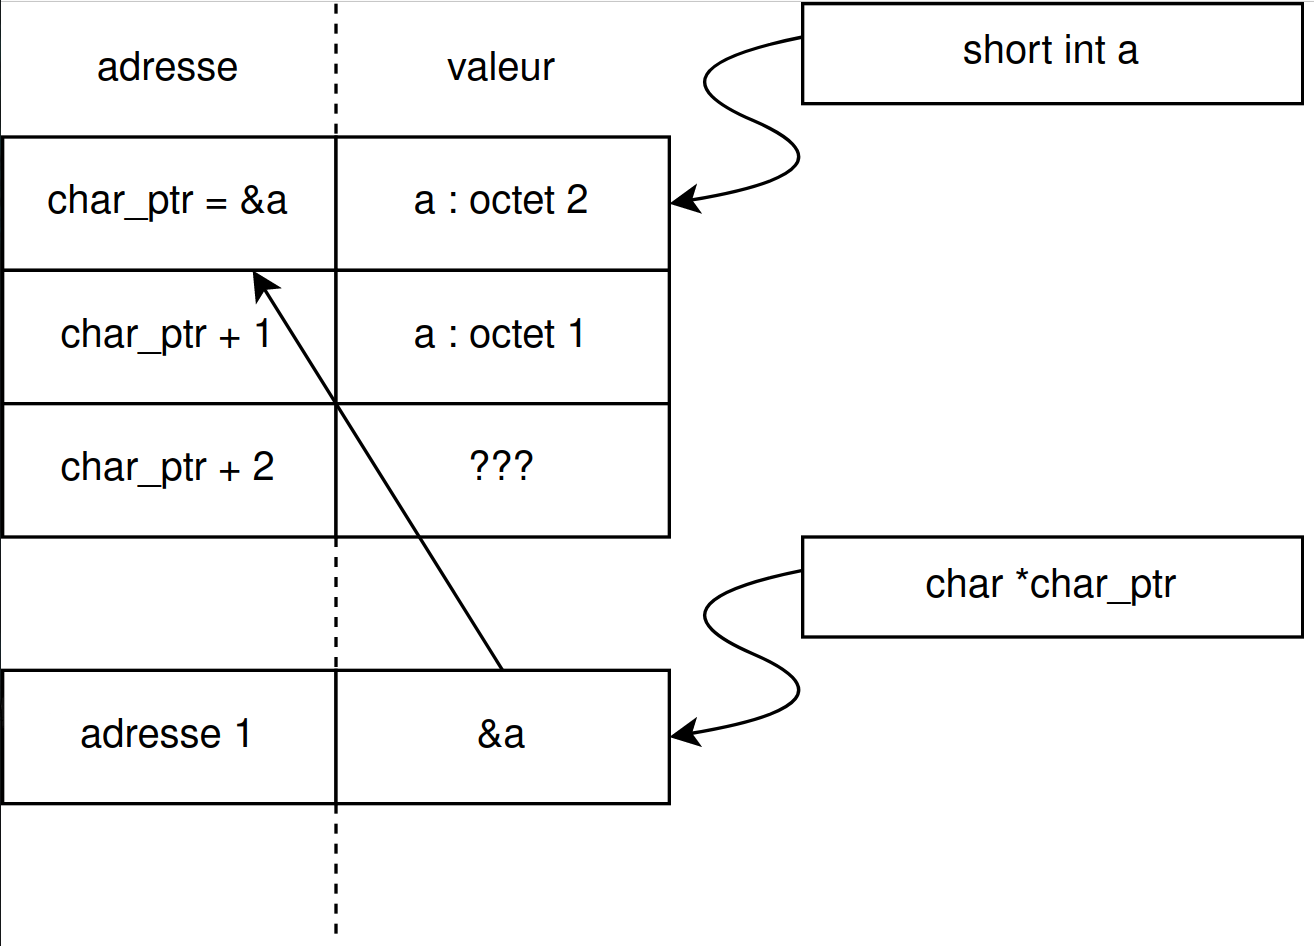 adresse
valeur
short int a
char_ptr = &a
a : octet 2
char_ptr + 1
a : octet 1
char_ptr + 2
???
char *char_ptr
adresse 1
&a